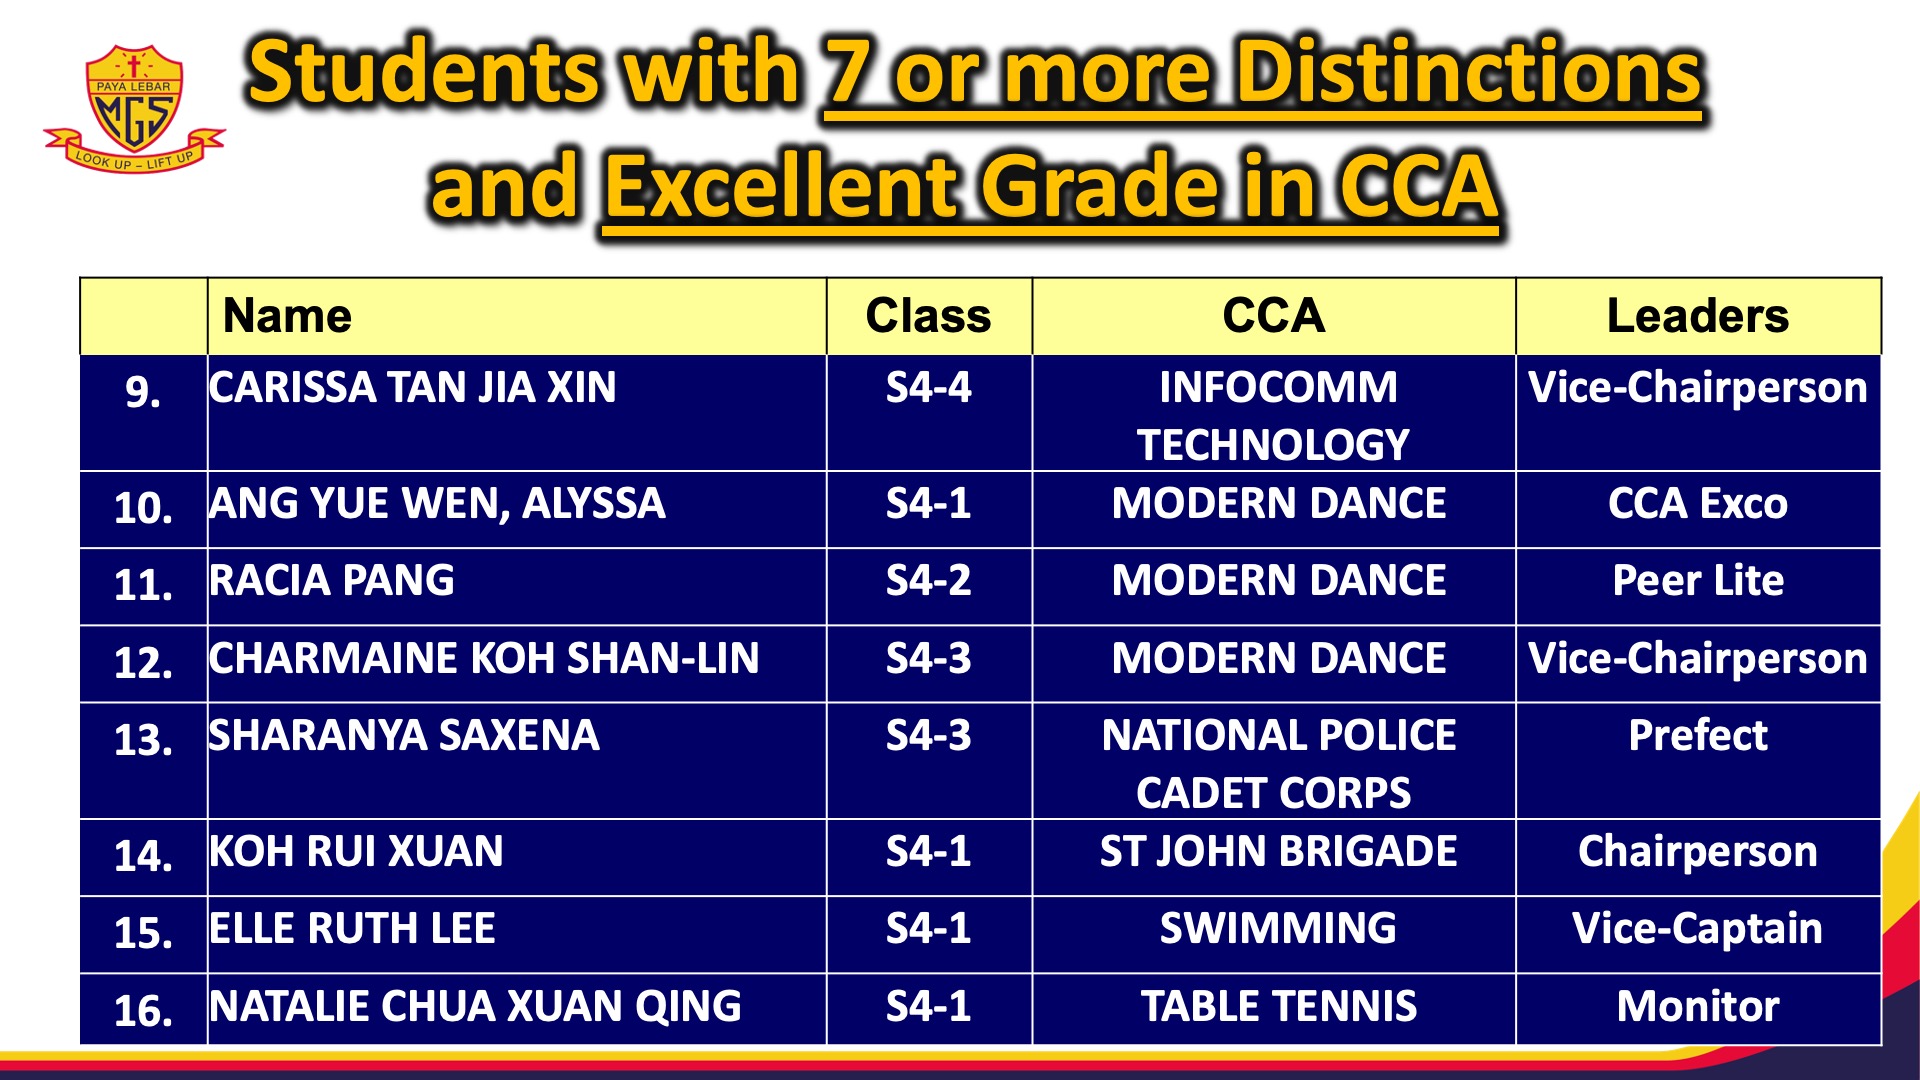 PAYA LEBAR
MGS
LOOK UP – LIFT UP
Students with 7 or more Distinctions
and Excellent Grade in CCA
Name Class CCA Leaders
9. CARISSA TAN JIA XIN S4-4 INFOCOMM TECHNOLOGY Vice-Chairperson
10. ANG YUE WEN, ALYSSA S4-1 MODERN DANCE CCA Exco
11. RACIA PANG S4-2 MODERN DANCE Peer Lite
12. CHARMAINE KOH SHAN-LIN S4-3 MODERN DANCE Vice-Chairperson
13. SHARANYA SAXENA S4-3 NATIONAL POLICE CADET CORPS Prefect
14. KOH RUI XUAN S4-1 ST JOHN BRIGADE Chairperson
15. ELLE RUTH LEE S4-1 SWIMMING Vice-Captain
16. NATALIE CHUA XUAN QING S4-1 TABLE TENNIS Monitor